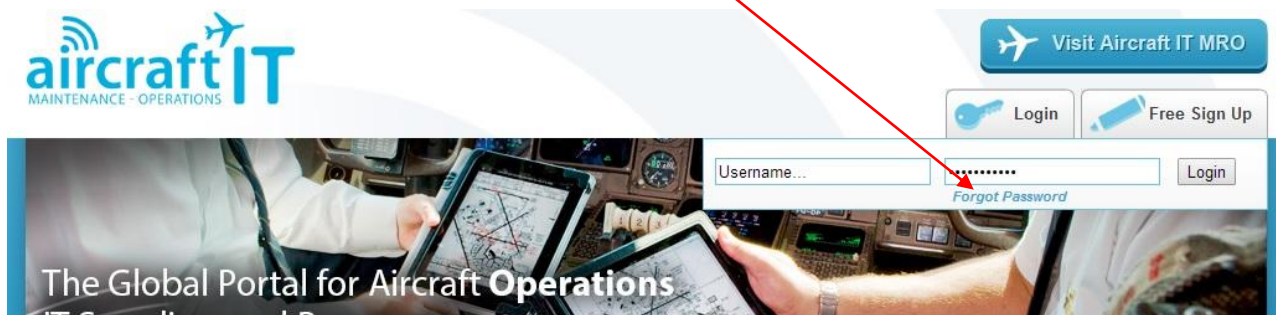 aircraft IT
MAINTENANCE - OPERATIONS
Visit Aircraft IT MRO
Login
Free Sign Up
Username...
••••••••••
Login
Forgot Password
The Global Portal for Aircraft Operations